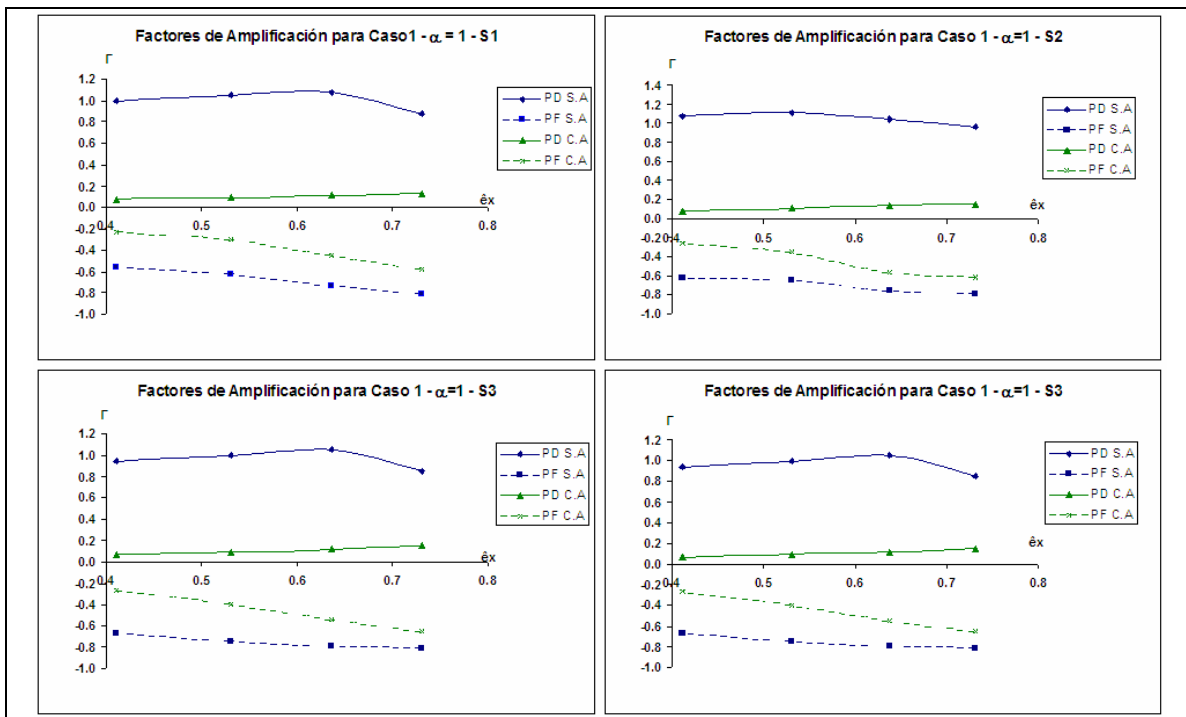 Factores de Amplificación para Caso1 - α = 1 - S1
Γ
1.2
1.0
0.8
0.6
0.4
0.2
0.0
-0.2
-0.4
-0.6
-0.8
-1.0
0.4
0.5
0.6
0.7
0.8
êx
PD S.A
PF S.A
PD C.A
PF C.A
Factores de Amplificación para Caso 1 - α=1 - S2
Γ
1.4
1.2
1.0
0.8
0.6
0.4
0.2
0.0
-0.2
-0.4
-0.6
-0.8
-1.0
0.4
0.5
0.6
0.7
0.8
êx
PD S.A
PF S.A
PD C.A
PF C.A
Factores de Amplificación para Caso 1 - α=1 - S3
Γ
1.2
1.0
0.8
0.6
0.4
0.2
0.0
-0.2
-0.4
-0.6
-0.8
-1.0
0.4
0.5
0.6
0.7
0.8
êx
PD S.A
PF S.A
PD C.A
PF C.A
Factores de Amplificación para Caso 1 - α=1 - S3
Γ
1.2
1.0
0.8
0.6
0.4
0.2
0.0
-0.2
-0.4
-0.6
-0.8
-1.0
0.4
0.5
0.6
0.7
0.8
êx
PD S.A
PF S.A
PD C.A
PF C.A